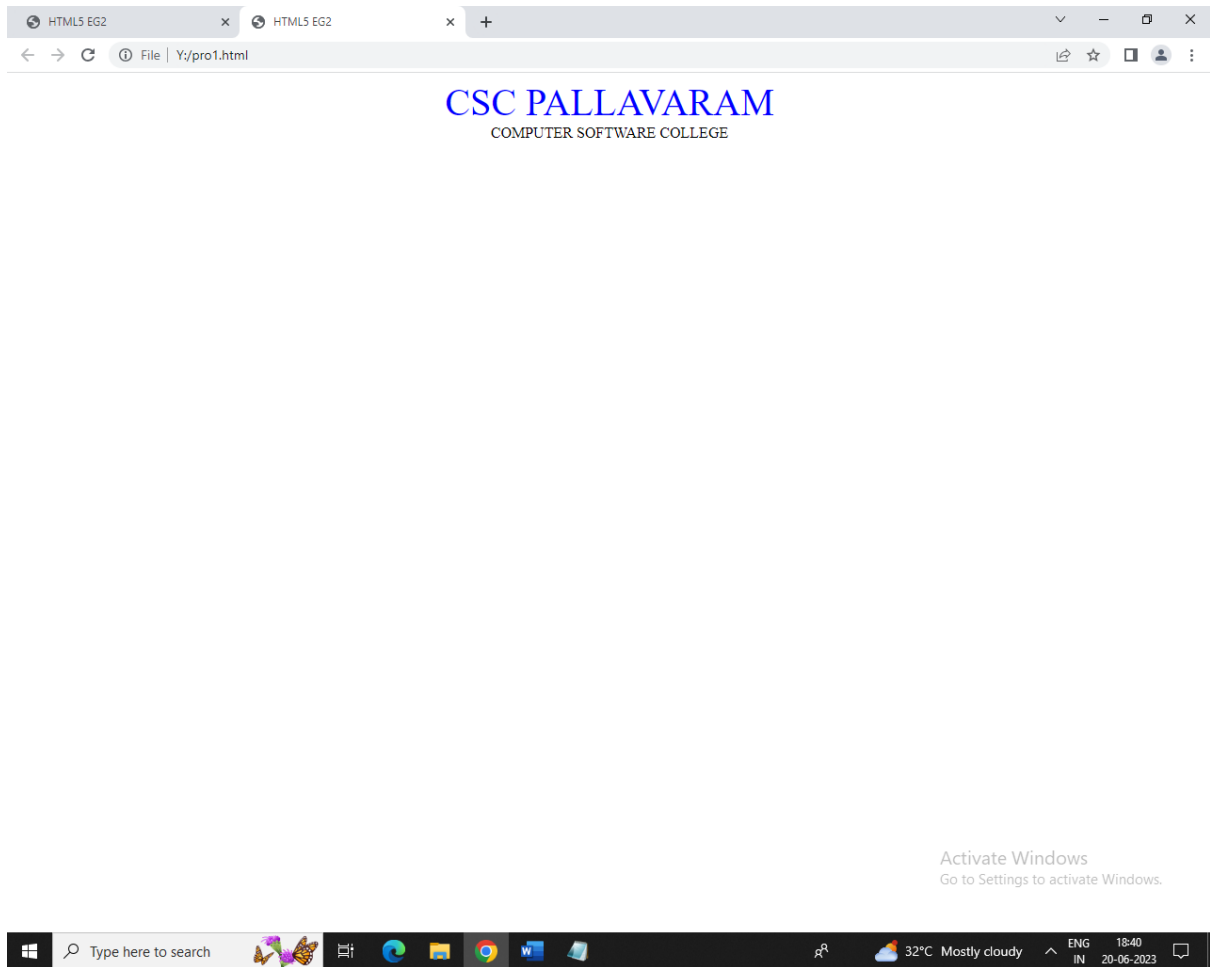 HTML5 EG2
HTML5 EG2
File Y:/pro1.html
CSC PALLAVARAM
COMPUTER SOFTWARE COLLEGE
Activate Windows
Go to Settings to activate Windows.
Type here to search
W
32°C Mostly cloudy
ENG
IN
18:40
20-06-2023